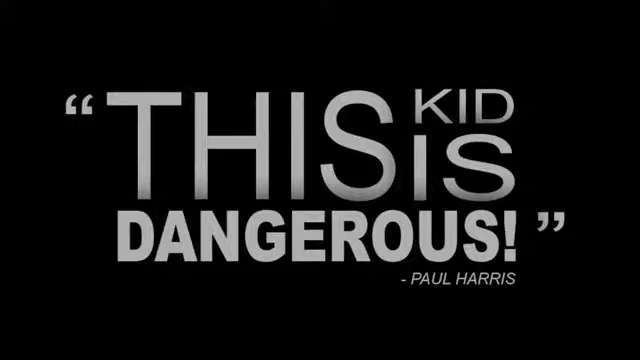 “ THIS KID IS
DANGEROUS! ”
- PAUL HARRIS